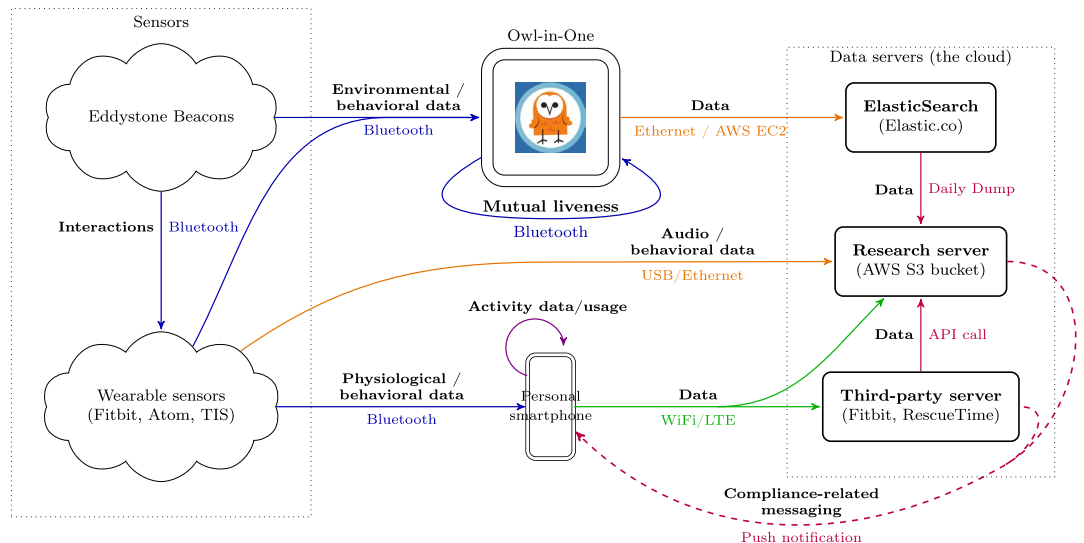 Sensors
Owl-in-One
Data servers (the cloud)
Eddystone Beacons
Environmental /
behavioral data
Bluetooth
Data
Ethernet / AWS EC2
ElasticSearch
(Elastic.co)
Data
Daily Dump
Mutual liveness
Bluetooth
Interactions
Bluetooth
Audio /
behavioral data
USB/Ethernet
Research server
(AWS S3 bucket)
Activity data/usage
Data
API call
Wearable sensors
(Fitbit, Atom, TIS)
Physiological /
behavioral data
Bluetooth
Personal
smartphone
Data
WiFi/LTE
Third-party server
(Fitbit, RescueTime)
Compliance-related
messaging
Push notification